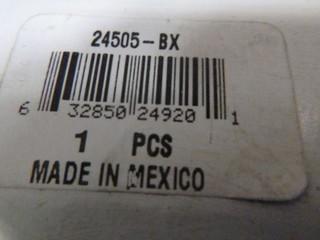 24505-BX
6 32850 24920 1
1 PCS
MADE IN MEXICO